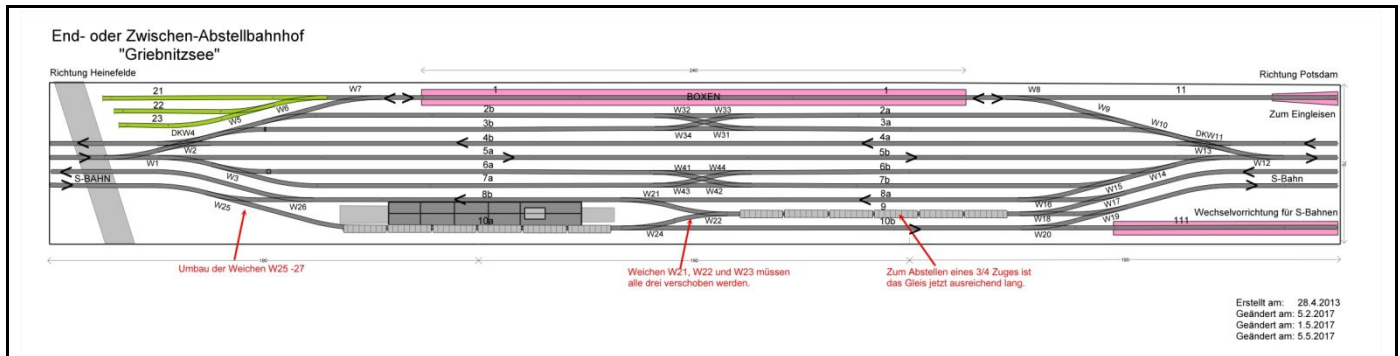 End- oder Zwischen-Abstellbahnhof
"Griebnitzsee"
Richtung Heinefelde
Richtung Potsdam
240
21
W7
1
BOXEN
1
W8
11
22
W6
2b
W32
W33
2a
W9
23
W5
3b
3a
Zum Eingleisen
DKW4
W34
W31
W10
DKW11
4b
4a
W2
5a
5b
W13
W1
6a
6b
W12
S-BAHN
W3
7a
W41
W44
7b
W14
S-Bahn
W43
W42
W15
8b
W21
8a
W16
W17
W25
W26
9
Wechselvorrichtung für S-Bahnen
10a
W22
10b
W18
W19
111
W24
W20
Umbau der Weichen W25 -27
Weichen W21, W22 und W23 müssen
alle drei verschoben werden.
Zum Abstellen eines 3/4 Zuges ist
das Gleis jetzt ausreichend lang.
Erstellt am: 28.4.2013
Geändert am: 5.2.2017
Geändert am: 1.5.2017
Geändert am: 5.5.2017